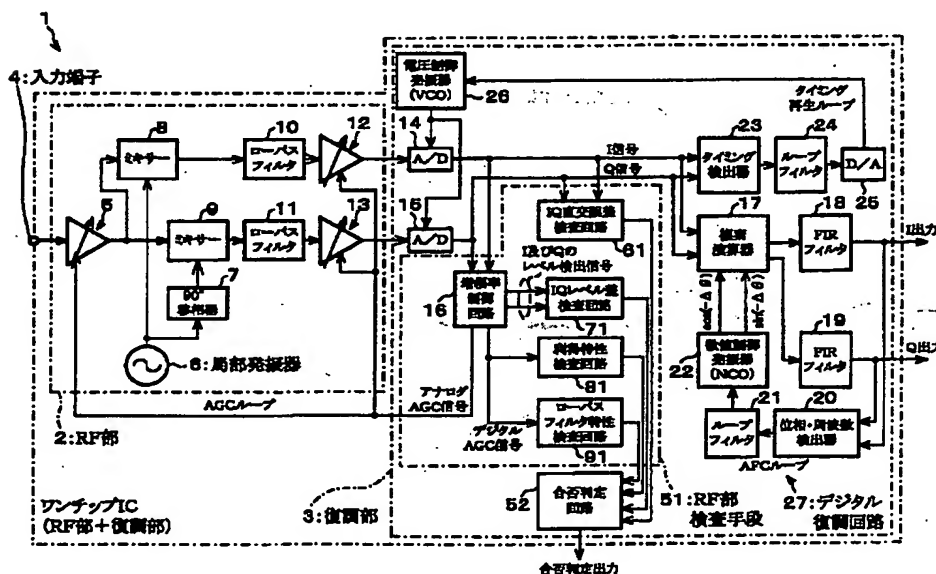 1
4:入力端子
電圧制御
発振器
(VCO)
26
タイミング
再生ループ
8
ミキサー
10
ローパス
フィルタ
12
14
A/D
I信号
Q信号
23
タイミング
検出器
24
ループ
フィルタ
D/A
25
5
9
ミキサー
11
ローパス
フィルタ
13
15
A/D
IQ直交誤差
検査回路
61
17
複素
演算器
18
FIR
フィルタ
I出力
7
90°
移相器
I及びQの
レベル検出信号
増幅率
制御
回路
16
IQレベル差
検査回路
71
cos(-Δθ)
sin(-Δθ)
19
FIR
フィルタ
Q出力
6:局部発振器
利得特性
検査回路
81
22
数値制御
発振器
(NCO)
AGCループ
アナログ
AGC信号
デジタル
AGC信号
ローパス
フィルタ特性
検査回路
91
21
ループ
フィルタ
20
位相・周波数
検出器
AFCループ
2:RF部
ワンチップIC
(RF部+復調部)
3:復調部
52
合否判定
回路
51:RF部
検査手段
27:デジタル
復調回路
合否判定出力